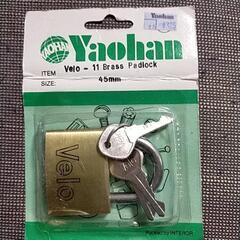 YAOHAN
Yaohan
Yaohan
ITEM
Velo - 11 Brass Padlock
SIZE:
45mm
Velo